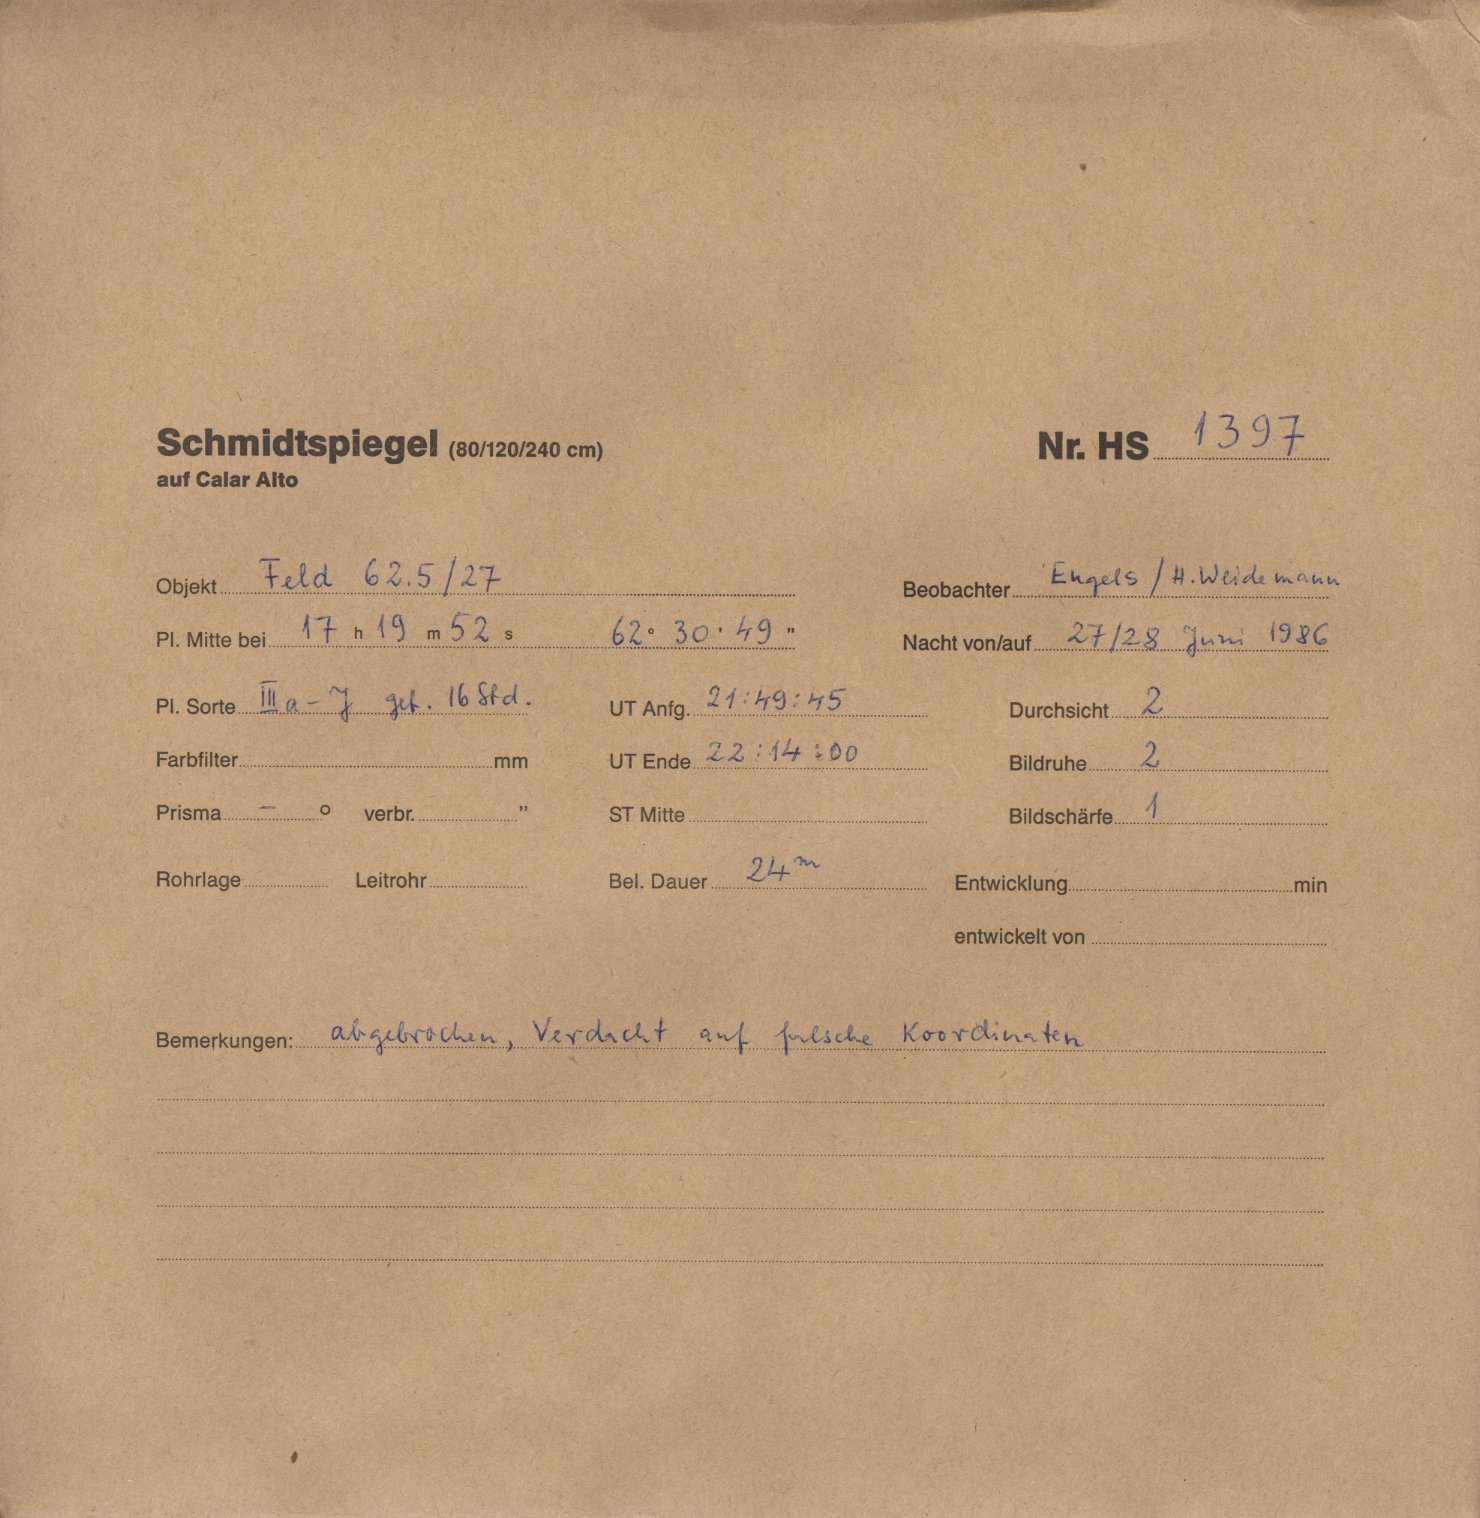 Schmidtspiegel (80/120/240 cm)
auf Calar Alto
Nr. HS 1397
Objekt Feld 62.5/27
Beobachter Engels / H. Weidemann
Pl. Mitte bei 17 h 19 m 52 s 62° 30' 49"
Nacht von/auf 27/28 Juni 1986
Pl. Sorte IIIa-J get. 16 Std.
UT Anfg. 21:49:45
Durchsicht 2
Farbfilter mm
UT Ende 22:14:00
Bildruhe 2
Prisma - ° verbr. "
ST Mitte
Bildschärfe 1
Rohrlage Leitrohr
Bel. Dauer 24m
Entwicklung min
entwickelt von
Bemerkungen: abgebrochen, Verdacht auf falsche Koordinaten